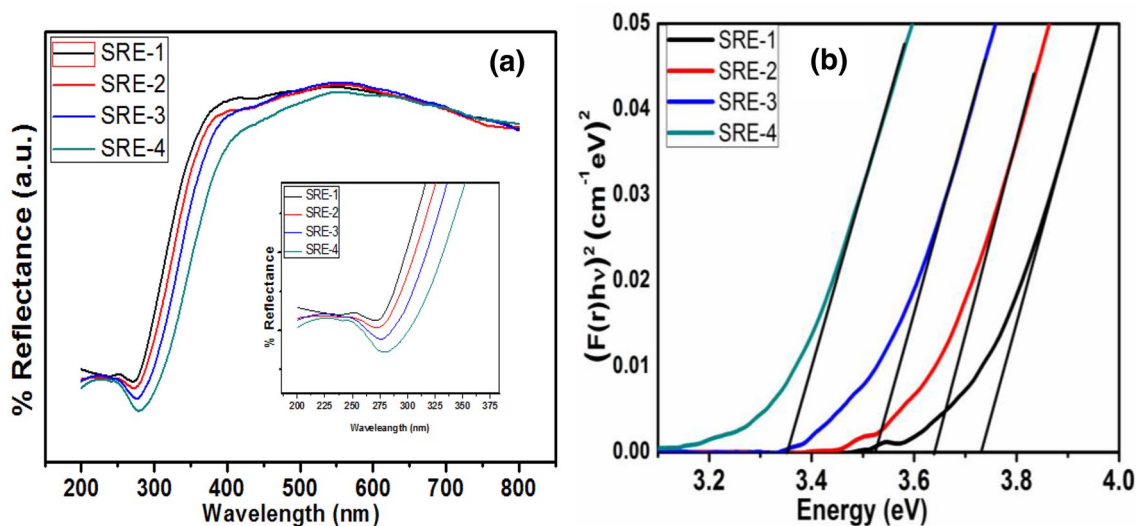 (a)
SRE-1
SRE-2
SRE-3
SRE-4
% Reflectance (a.u.)
SRE-1
SRE-2
SRE-3
SRE-4
% Reflectance
200 225 250 275 300 325 350 375
Waveleangth (nm)
200 300 400 500 600 700 800
Wavelength (nm)
(b)
SRE-1
SRE-2
SRE-3
SRE-4
(F(r)hν)² (cm⁻¹eV)²
0.05
0.04
0.03
0.02
0.01
0.00
3.2 3.4 3.6 3.8 4.0
Energy (eV)